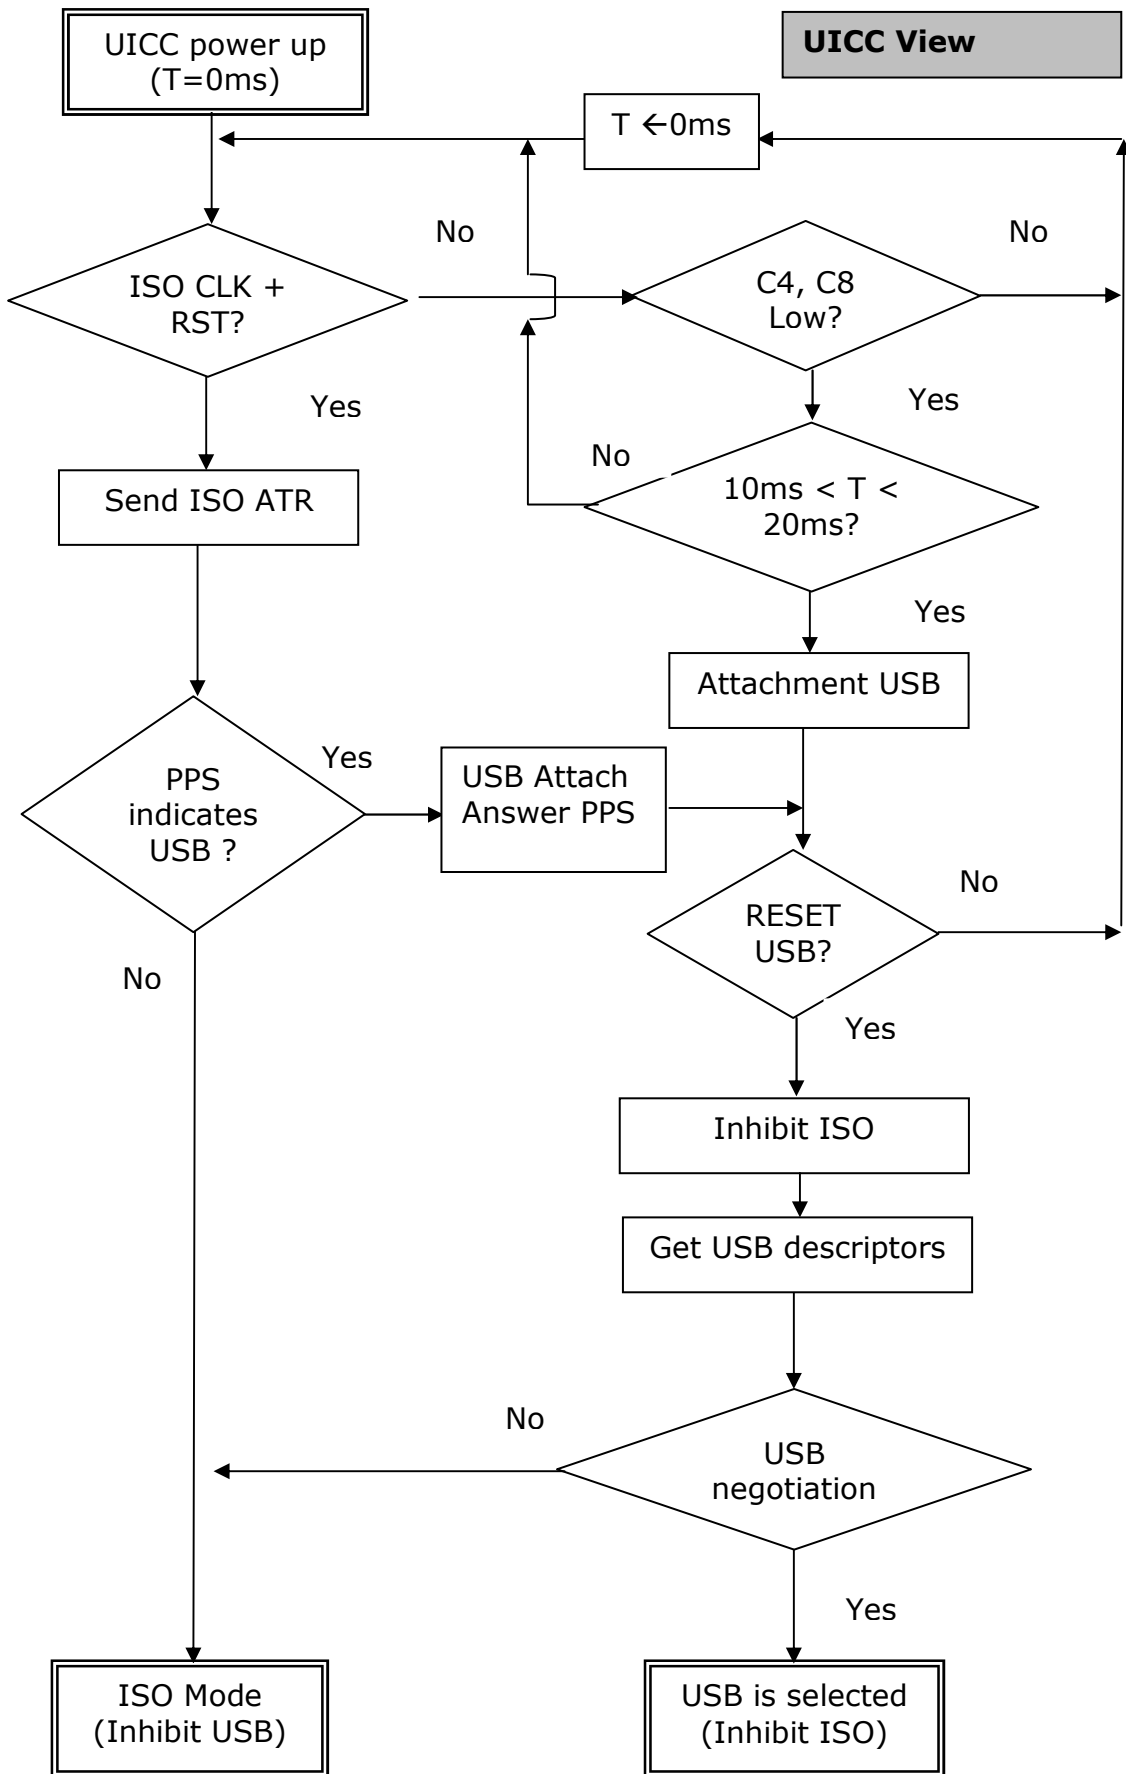 UICC power up
(T=0ms)
UICC View
T ←0ms
No
No
ISO CLK +
RST?
C4, C8
Low?
Yes
Yes
No
10ms < T <
20ms?
Send ISO ATR
Yes
Attachment USB
Yes
PPS
indicates
USB ?
USB Attach
Answer PPS
No
RESET
USB?
No
Yes
Inhibit ISO
Get USB descriptors
No
USB
negotiation
Yes
ISO Mode
(Inhibit USB)
USB is selected
(Inhibit ISO)